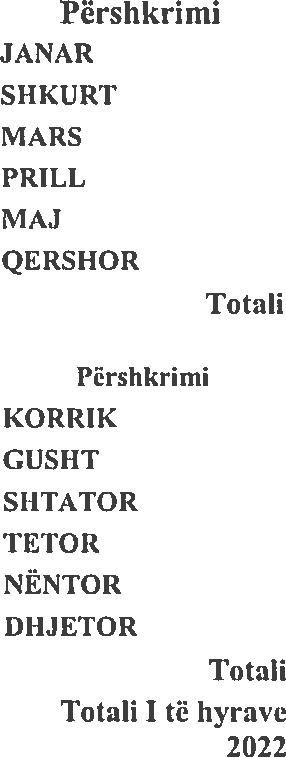 Përshkrimi
JANAR
SHKURT
MARS
PRILL
MAJ
QERSHOR
Totali
Përshkrimi
KORRIK
GUSHT
SHTATOR
TETOR
NËNTOR
DHJETOR
Totali
Totali I të hyrave
2022